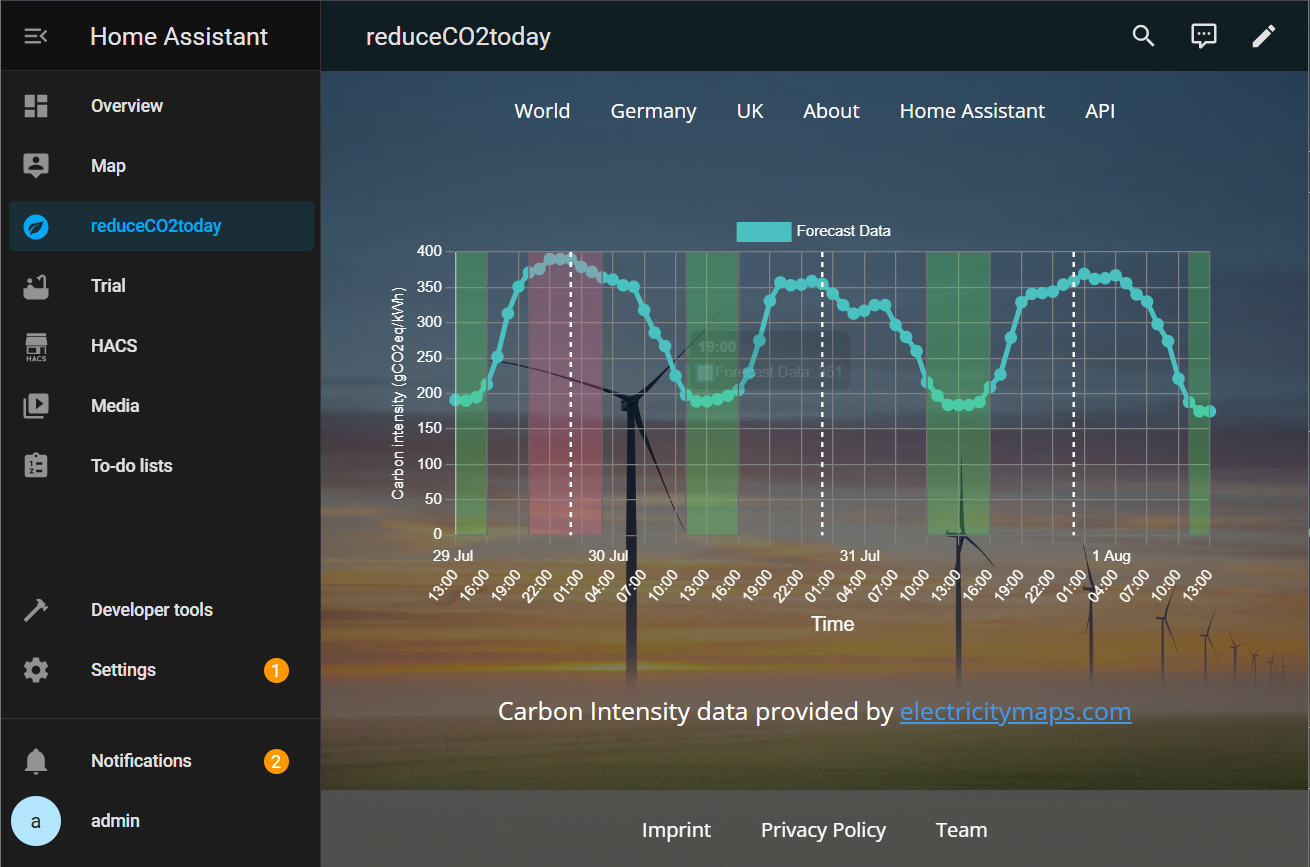 Home Assistant
reduceCO2today
Overview
Map
reduceCO2today
Trial
HACS
HACS
Media
To-do lists
Developer tools
Settings 1
Notifications 2
a admin
World Germany UK About Home Assistant API
Forecast Data
Carbon intensity (gCO2eq/kWh)
400
350
300
250
200
150
100
50
0
19:00
Forecast Data:
29 Jul 30 Jul 31 Jul 1 Aug
13:00 16:00 19:00 22:00 01:00 04:00 07:00 10:00 13:00 16:00 19:00 22:00 01:00 04:00 07:00 10:00 13:00 16:00 19:00 22:00 01:00 04:00 07:00 10:00 13:00
Time
Carbon Intensity data provided by electricitymaps.com
Imprint Privacy Policy Team